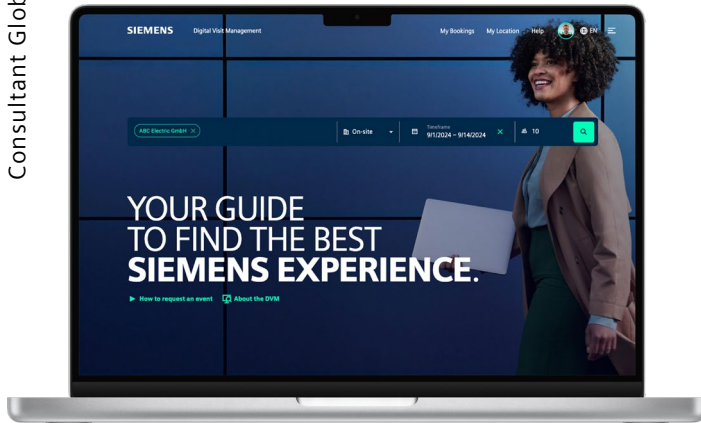 Consultant Glob
SIEMENS Digital Visit Management My Bookings My Location Help EN
ABC Electric GmbH On-site Timeframe 9/1/2024 – 9/14/2024 10
YOUR GUIDE
TO FIND THE BEST
SIEMENS EXPERIENCE.
How to request an event About the DVM